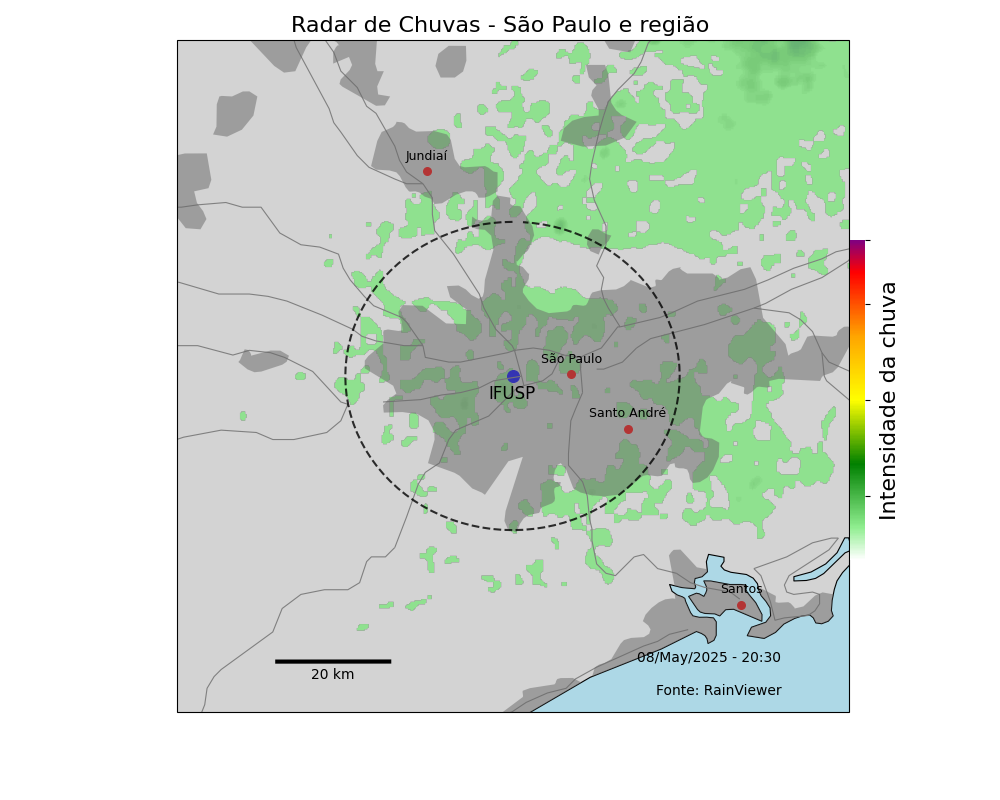 Radar de Chuvas - São Paulo e região
Jundiaí
São Paulo
IFUSP
Santo André
Santos
Intensidade da chuva
08/May/2025 - 20:30
20 km
Fonte: RainViewer